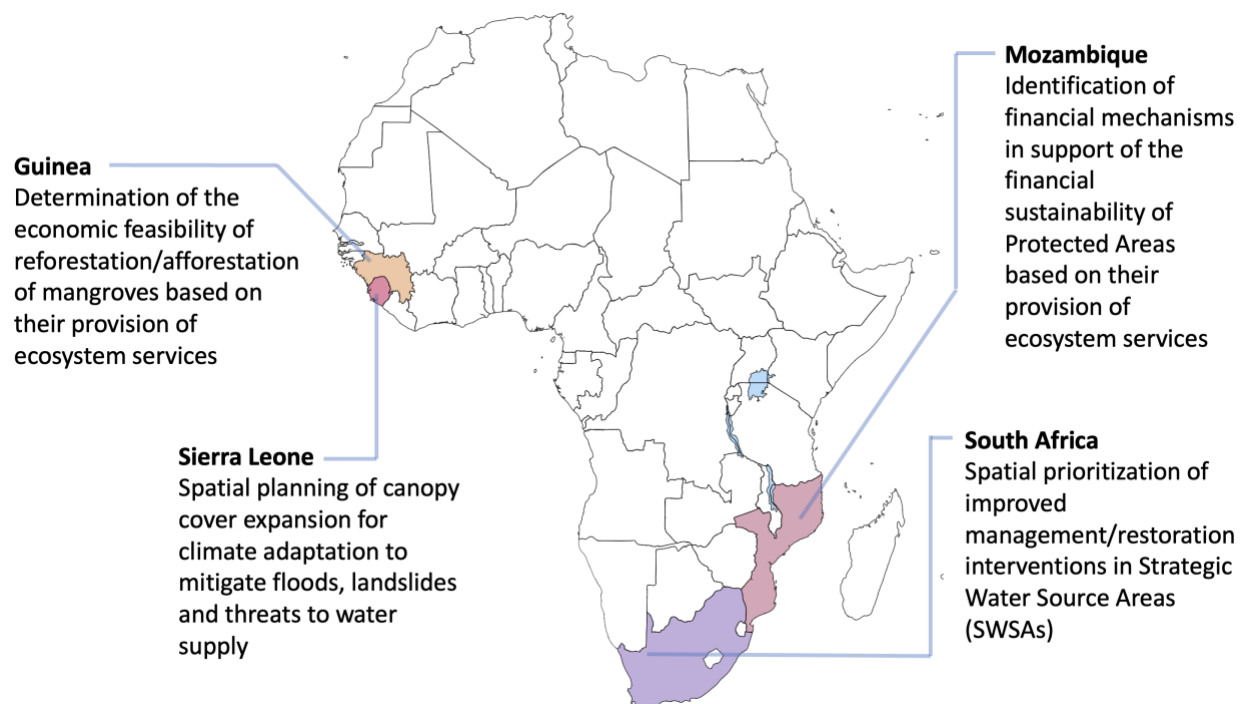 Guinea
Determination of the
economic feasibility of
reforestation/afforestation
of mangroves based on
their provision of
ecosystem services
Sierra Leone
Spatial planning of canopy
cover expansion for
climate adaptation to
mitigate floods, landslides
and threats to water
supply
Mozambique
Identification of
financial mechanisms
in support of the
financial
sustainability of
Protected Areas
based on their
provision of
ecosystem services
South Africa
Spatial prioritization of
improved
management/restoration
interventions in Strategic
Water Source Areas
(SWSAs)